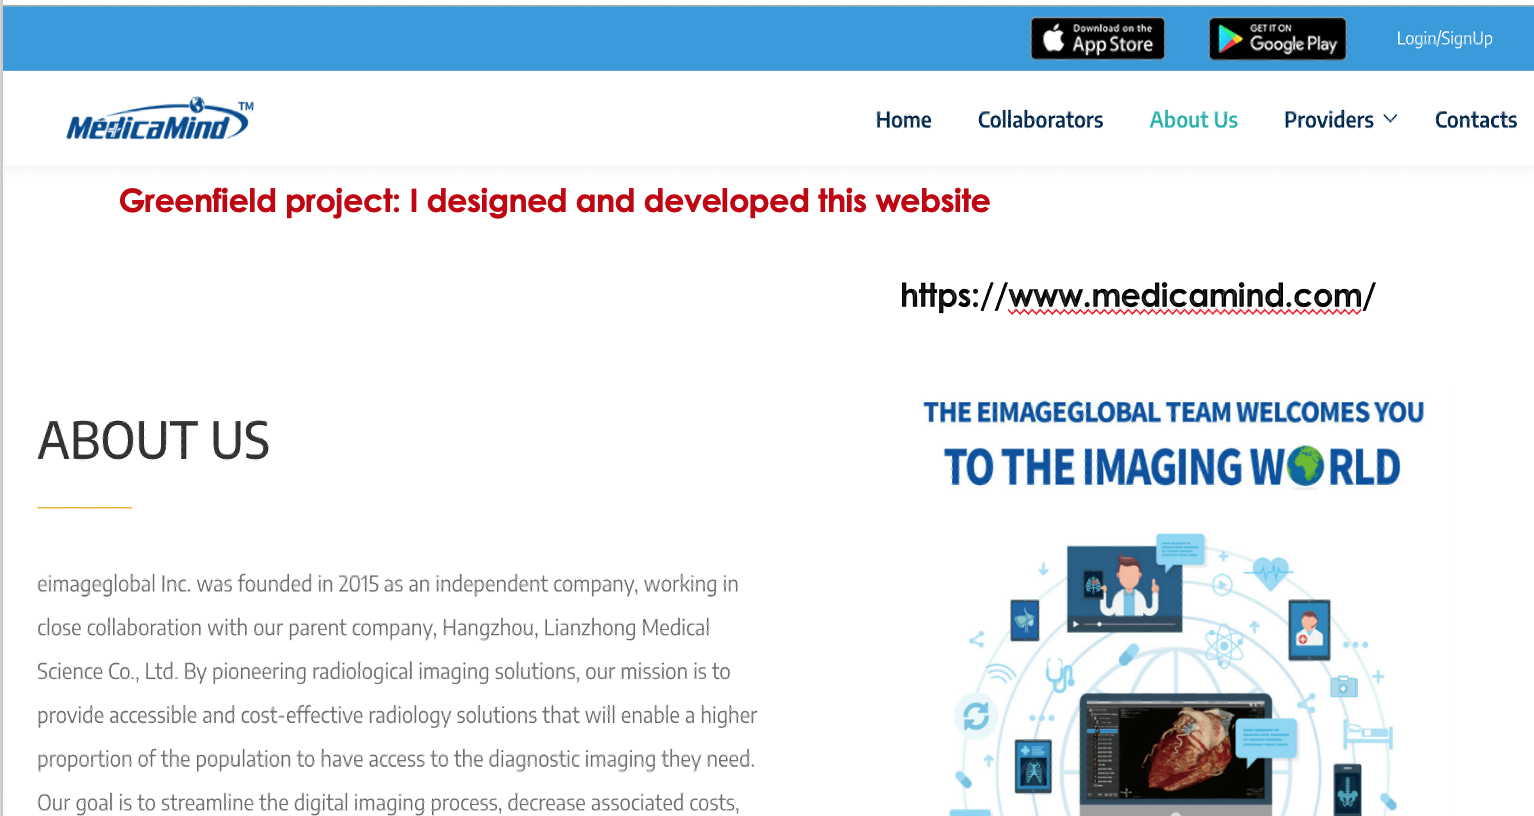 Download on the
App Store
GET IT ON
Google Play
Login/SignUp
MedicaMind™
Home
Collaborators
About Us
Providers
Contacts
Greenfield project: I designed and developed this website
https://www.medicamind.com/
ABOUT US
eimageglobal Inc. was founded in 2015 as an independent company, working in
close collaboration with our parent company, Hangzhou, Lianzhong Medical
Science Co., Ltd. By pioneering radiological imaging solutions, our mission is to
provide accessible and cost-effective radiology solutions that will enable a higher
proportion of the population to have access to the diagnostic imaging they need.
Our goal is to streamline the digital imaging process, decrease associated costs,
THE EIMAGEGLOBAL TEAM WELCOMES YOU
TO THE IMAGING WORLD